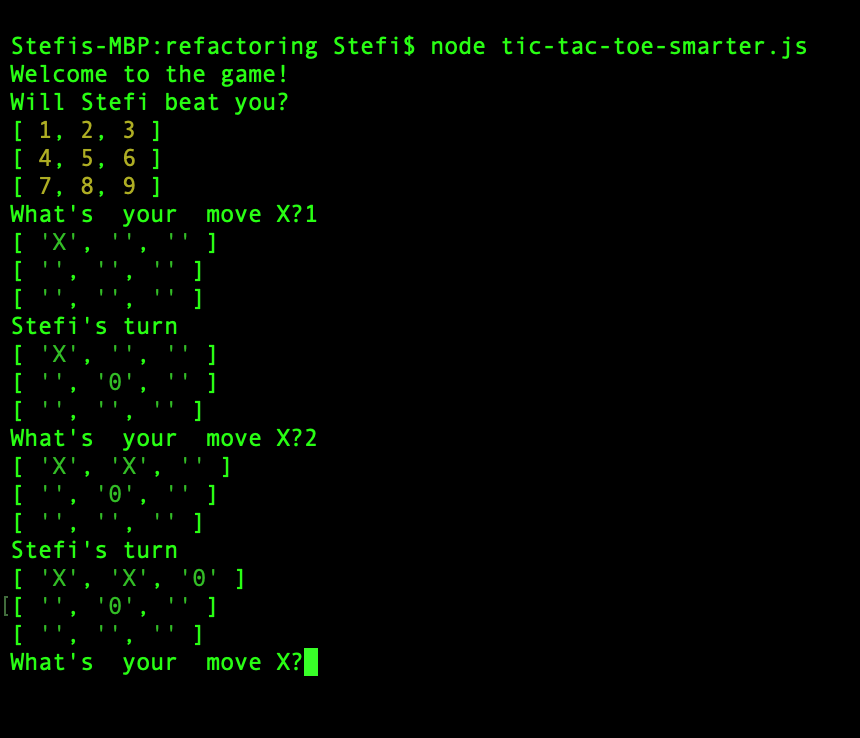 Stefis-MBP:refactoring Stefi$ node tic-tac-toe-smarter.js
Welcome to the game!
Will Stefi beat you?
[ 1, 2, 3 ]
[ 4, 5, 6 ]
[ 7, 8, 9 ]
What's  your  move X?1
[ 'X', '', '' ]
[ '', '', '' ]
[ '', '', '' ]
Stefi's turn
[ 'X', '', '' ]
[ '', '0', '' ]
[ '', '', '' ]
What's  your  move X?2
[ 'X', 'X', '' ]
[ '', '0', '' ]
[ '', '', '' ]
Stefi's turn
[ 'X', 'X', '0' ]
[[ '', '0', '' ]
[ '', '', '' ]
What's  your  move X?